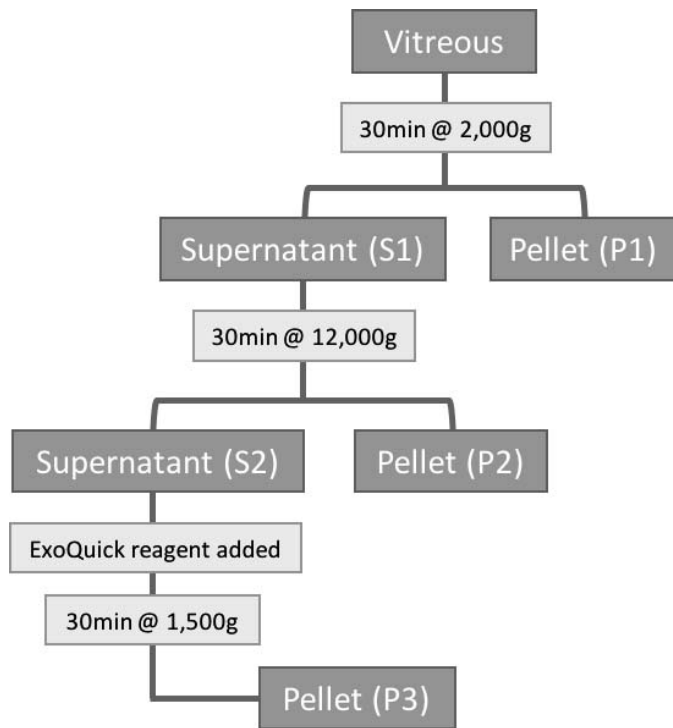 Vitreous
30min @ 2,000g
Supernatant (S1)
Pellet (P1)
30min @ 12,000g
Supernatant (S2)
Pellet (P2)
ExoQuick reagent added
30min @ 1,500g
Pellet (P3)